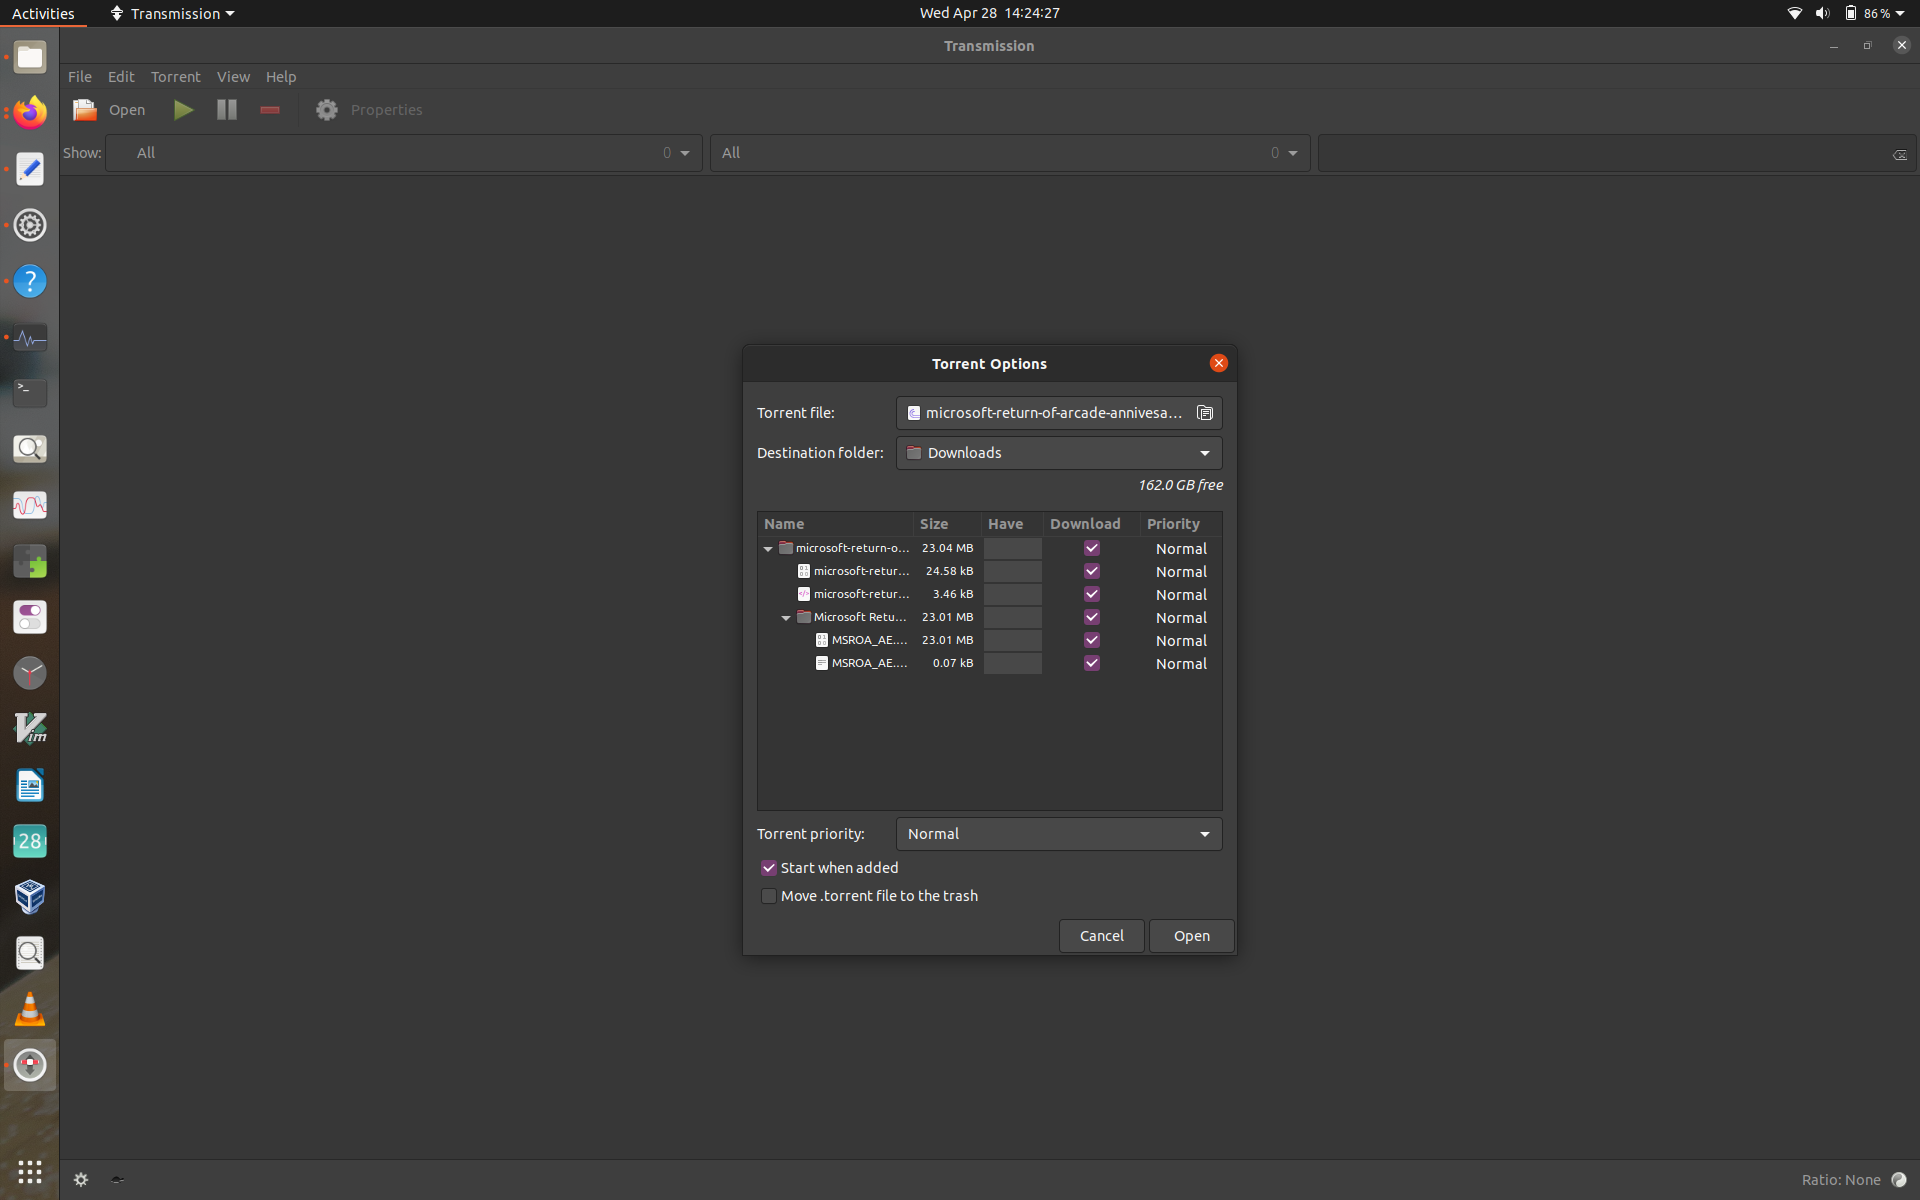 Activities Transmission Wed Apr 28 14:24:27 86%
Transmission
File Edit Torrent View Help
Open Properties
Show: All 0 All 0
Torrent Options
Torrent file: microsoft-return-of-arcade-annivesa...
Destination folder: Downloads
162.0 GB free
Name Size Have Download Priority
microsoft-return-o... 23.04 MB Normal
microsoft-retur... 24.58 kB Normal
microsoft-retur... 3.46 kB Normal
Microsoft Retu... 23.01 MB Normal
MSROA_AE.... 23.01 MB Normal
MSROA_AE.... 0.07 kB Normal
Torrent priority: Normal
Start when added
Move .torrent file to the trash
Cancel Open
28
Ratio: None